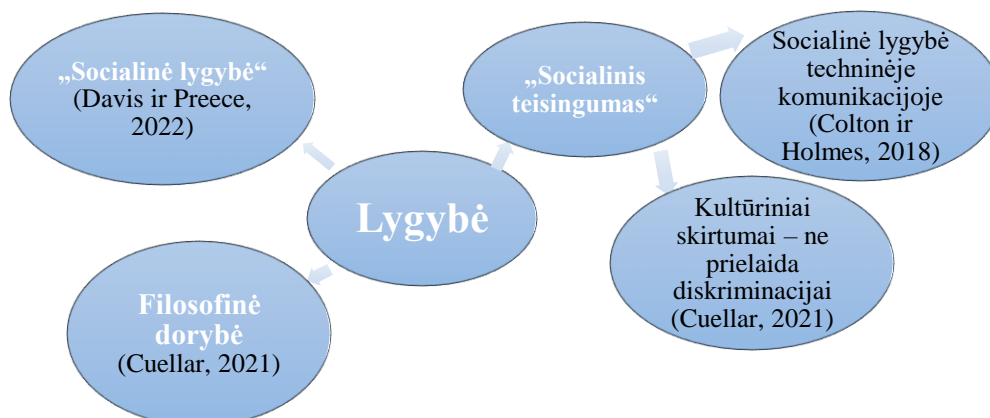 „Socialinė lygybė“
(Davis ir Preece,
2022)
„Socialinis
teisingumas“
Socialinė lygybė
techninėje
komunikacijoje
(Colton ir
Holmes, 2018)
Lygybė
Kultūriniai
skirtumai – ne
prielaida
diskriminacijai
(Cuellar, 2021)
Filosofinė
dorybė
(Cuellar, 2021)